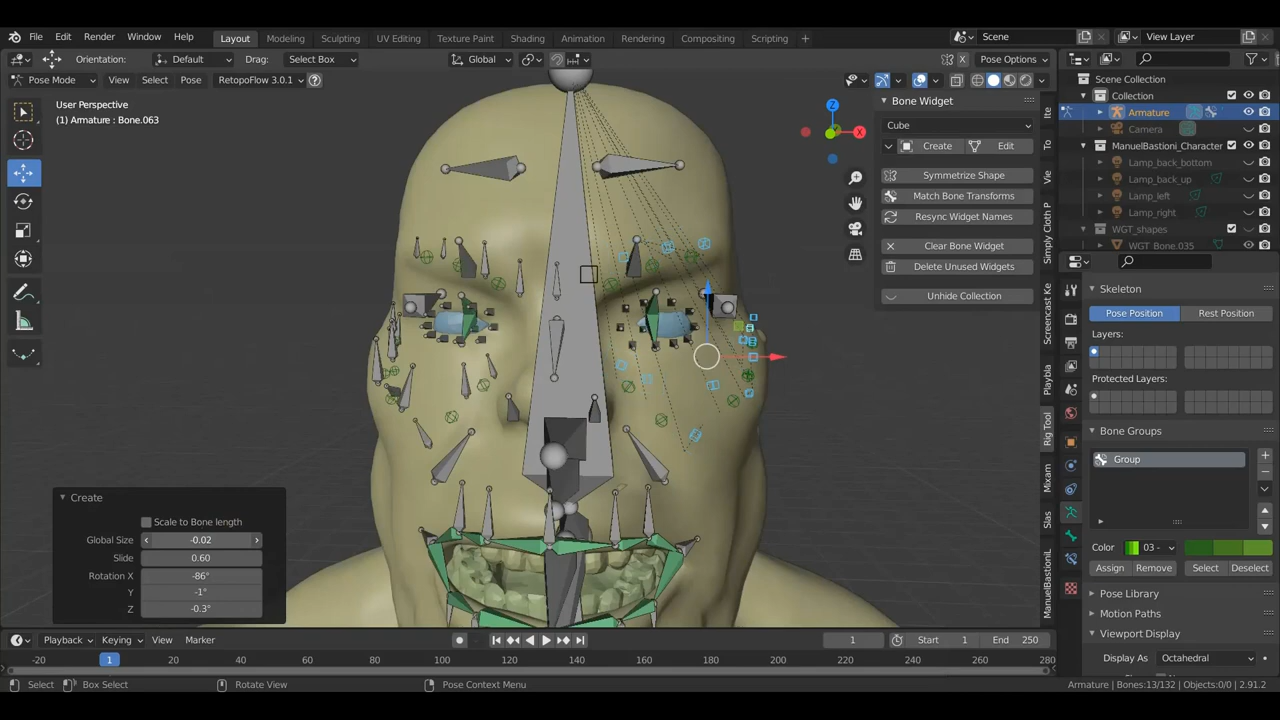 File Edit Render Window Help Layout Modeling Sculpting UV Editing Texture Paint Shading Animation Rendering Compositing Scripting + Scene View Layer
Orientation: Default Drag: Select Box Global X Pose Options
Pose Mode View Select Pose RetopoFlow 3.0.1 ?
User Perspective
(1) Armature : Bone.063
Z
X
Bone Widget
Cube
Create Edit
Symmetrize Shape
Match Bone Transforms
Resync Widget Names
Clear Bone Widget
Delete Unused Widgets
Unhide Collection
Ite
To
Vie
Simply Cloth P
Screencast Ke
Playbla
Rig Tool
Mixam
Slas
ManuelBastioniL
Scene Collection
Collection
Armature
Camera
ManuelBastioni_Character
Lamp_back_bottom
Lamp_back_up
Lamp_left
Lamp_right
WGT_shapes
WGT_Bone.035
Skeleton
Pose Position Rest Position
Layers:
Protected Layers:
Bone Groups
Group
Color 03 -
Assign Remove Select Deselect
Pose Library
Motion Paths
Viewport Display
Display As Octahedral
Create
Scale to Bone length
Global Size -0.02
Slide 0.60
Rotation X -86°
Y -1°
Z -0.3°
Playback Keying View Marker 1 Start 1 End 250
-20 1 20 40 60 80 100 120 140 160 180 200 220 240 260 280
Select Box Select Rotate View Pose Context Menu Armature | Bones:13/132 | Objects:0/0 | 2.91.2